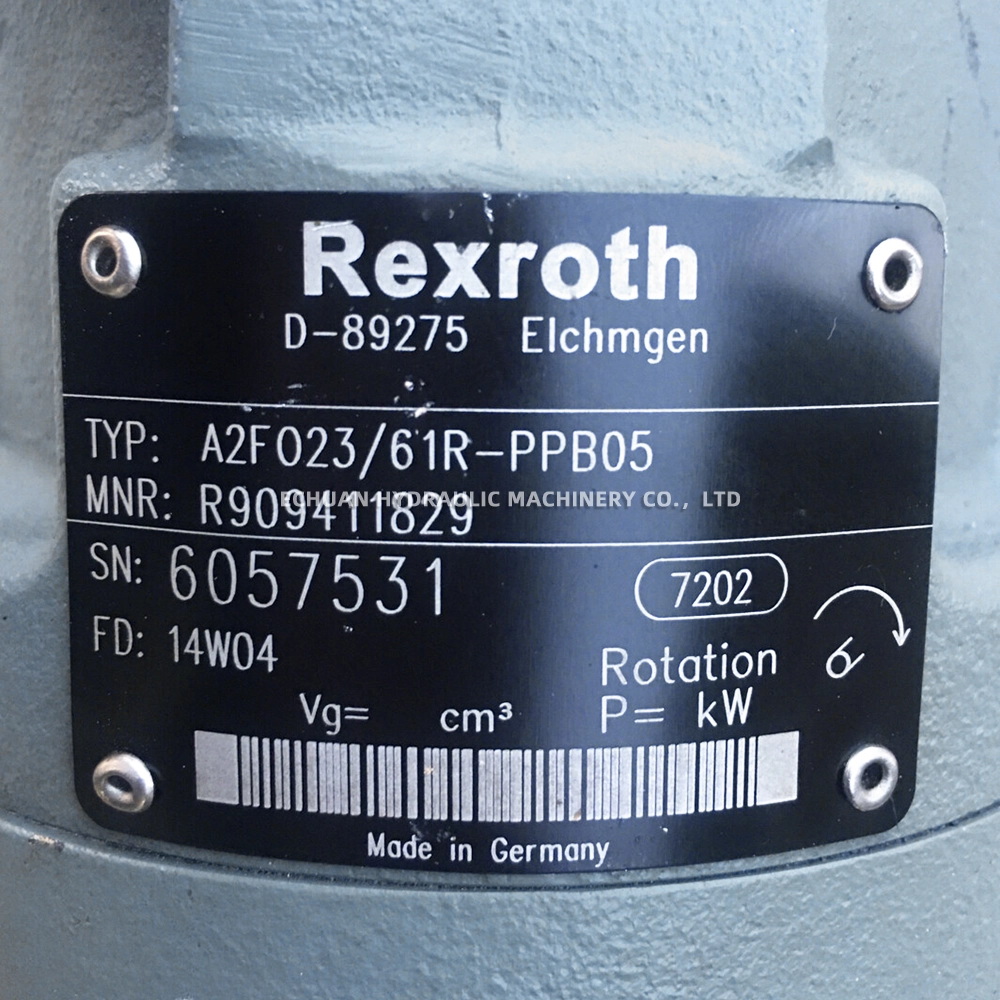 Rexroth
D-89275 Elchmgen
TYP: A2FO23/61R-PPB05
MNR: R909411829
ECHUAN HYDRAULIC MACHINERY CO., LTD
SN: 6057531
7202
FD: 14W04
Rotation
Vg= cm³ P= kW
Made in Germany